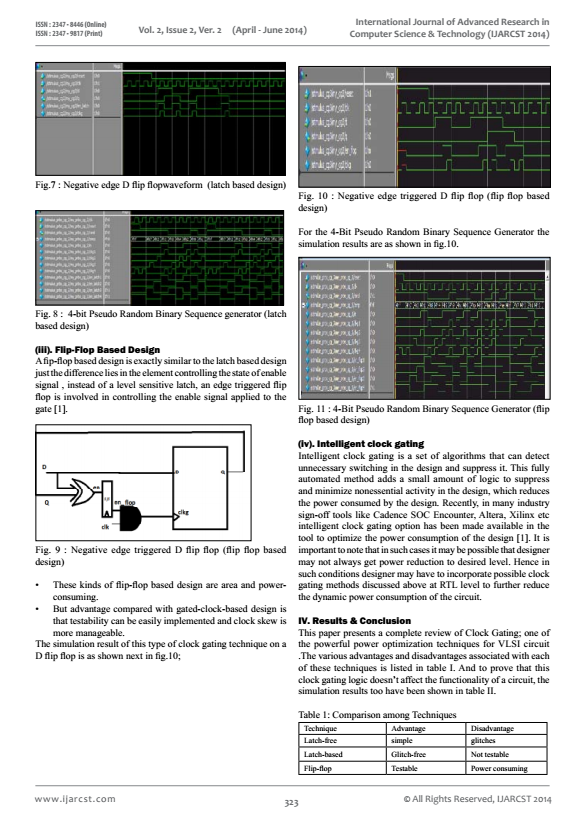 ISSN : 2347 - 8446 (Online)
ISSN : 2347 - 9817 (Print)
Vol. 2, Issue 2, Ver. 2 (April - June 2014)
International Journal of Advanced Research in
Computer Science & Technology (IJARCST 2014)
Fig.7 : Negative edge D flip flopwaveform (latch based design)
Fig. 8 : 4-bit Pseudo Random Binary Sequence generator (latch
based design)
(iii). Flip-Flop Based Design
A fip-flop based design is exactly similar to the latch based design
just the difference lies in the element controlling the state of enable
signal , instead of a level sensitive latch, an edge triggered flip
flop is involved in controlling the enable signal applied to the
gate [1].
D
Q
en
en_flop
clk
clkg
D
Q
Fig. 9 : Negative edge triggered D flip flop (flip flop based
design)
• These kinds of flip-flop based design are area and power-
consuming.
• But advantage compared with gated-clock-based design is
that testability can be easily implemented and clock skew is
more manageable.
The simulation result of this type of clock gating technique on a
D flip flop is as shown next in fig.10;
Fig. 10 : Negative edge triggered D flip flop (flip flop based
design)
For the 4-Bit Pseudo Random Binary Sequence Generator the
simulation results are as shown in fig.10.
Fig. 11 : 4-Bit Pseudo Random Binary Sequence Generator (flip
flop based design)
(iv). Intelligent clock gating
Intelligent clock gating is a set of algorithms that can detect
unnecessary switching in the design and suppress it. This fully
automated method adds a small amount of logic to suppress
and minimize nonessential activity in the design, which reduces
the power consumed by the design. Recently, in many industry
sign-off tools like Cadence SOC Encounter, Altera, Xilinx etc
intelligent clock gating option has been made available in the
tool to optimize the power consumption of the design [1]. It is
important to note that in such cases it may be possible that designer
may not always get power reduction to desired level. Hence in
such conditions designer may have to incorporate possible clock
gating methods discussed above at RTL level to further reduce
the dynamic power consumption of the circuit.
IV. Results & Conclusion
This paper presents a complete review of Clock Gating; one of
the powerful power optimization techniques for VLSI circuit
.The various advantages and disadvantages associated with each
of these techniques is listed in table I. And to prove that this
clock gating logic doesn't affect the functionality of a circuit, the
simulation results too have been shown in table II.
Table 1: Comparison among Techniques
Technique Advantage Disadvantage
Latch-free simple glitches
Latch-based Glitch-free Not testable
Flip-flop Testable Power consuming
www.ijarcst.com
323
© All Rights Reserved, IJARCST 2014